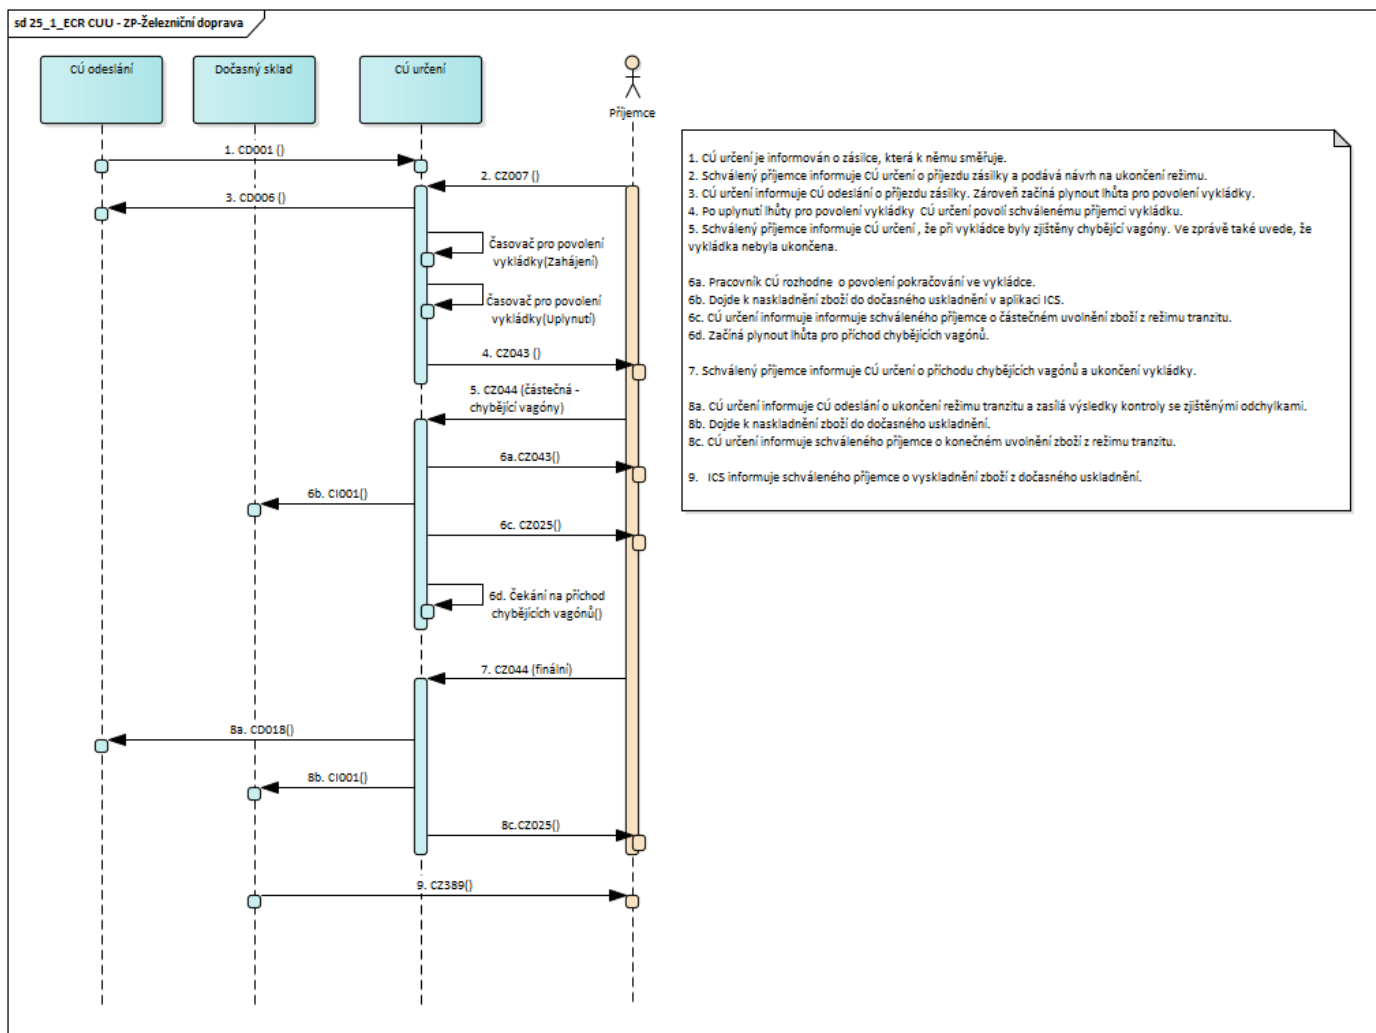 sd 25_1_ECR CUU - ZP-Železniční doprava
CÚ odeslání
Dočasný sklad
CÚ určení
Příjemce
1. CD001 ()
2. CZ007 ()
3. CD006 ()
Časovač pro povolení
vykládky(Zahájení)
Časovač pro povolení
vykládky(Uplynutí)
4. CZ043 ()
5. CZ044 (částečná -
chybějící vagóny)
6a.CZ043()
6b. CI001()
6c. CZ025()
6d. Čekání na příchod
chybějících vagónů()
7. CZ044 (finální)
8a. CD018()
8b. CI001()
8c.CZ025()
9. CZ389()
1. CÚ určení je informován o zásilce, která k němu směřuje.
2. Schválený příjemce informuje CÚ určení o příjezdu zásilky a podává návrh na ukončení režimu.
3. CÚ určení informuje CÚ odeslání o příjezdu zásilky. Zároveň začíná plynout lhůta pro povolení vykládky.
4. Po uplynutí lhůty pro povolení vykládky  CÚ určení povolí schválenému příjemci vykládku.
5. Schválený příjemce informuje CÚ určení , že při vykládce byly zjištěny chybějící vagóny. Ve zprávě také uvede, že
vykládka nebyla ukončena.
6a. Pracovník CÚ rozhodne  o povolení pokračování ve vykládce.
6b. Dojde k naskladnění zboží do dočasného uskladnění v aplikaci ICS.
6c. CÚ určení informuje informuje schváleného příjemce o částečném uvolnění zboží z režimu tranzitu.
6d. Začíná plynout lhůta pro příchod chybějících vagónů.
7. Schválený příjemce informuje CÚ určení o příchodu chybějících vagónů a ukončení vykládky.
8a. CÚ určení informuje CÚ odeslání o ukončení režimu tranzitu a zasílá výsledky kontroly se zjištěnými odchylkami.
8b. Dojde k naskladnění zboží do dočasného uskladnění.
8c. CÚ určení informuje schváleného příjemce o konečném uvolnění zboží z režimu tranzitu.
9.   ICS informuje schváleného příjemce o vyskladnění zboží z dočasného uskladnění.